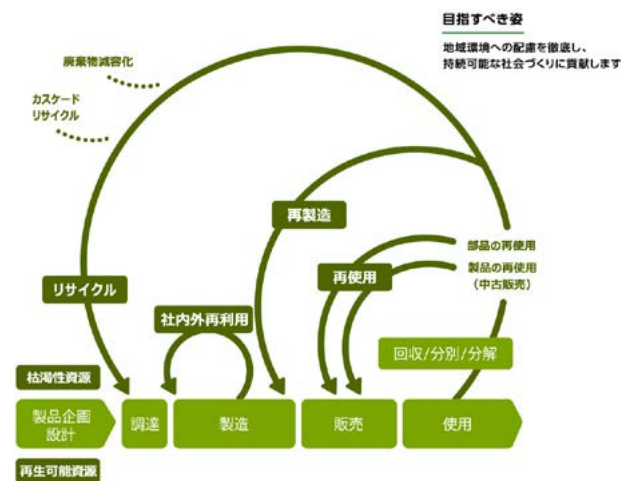 目指すべき姿
地域環境への配慮を徹底し、
持続可能な社会づくりに貢献します
廃棄物減容化
カスケード
リサイクル
再製造
部品の再使用
再使用
製品の再使用
（中古販売）
リサイクル
社内外再利用
回収/分別/分解
枯渇性資源
製品企画
設計
調達
製造
販売
使用
再生可能資源